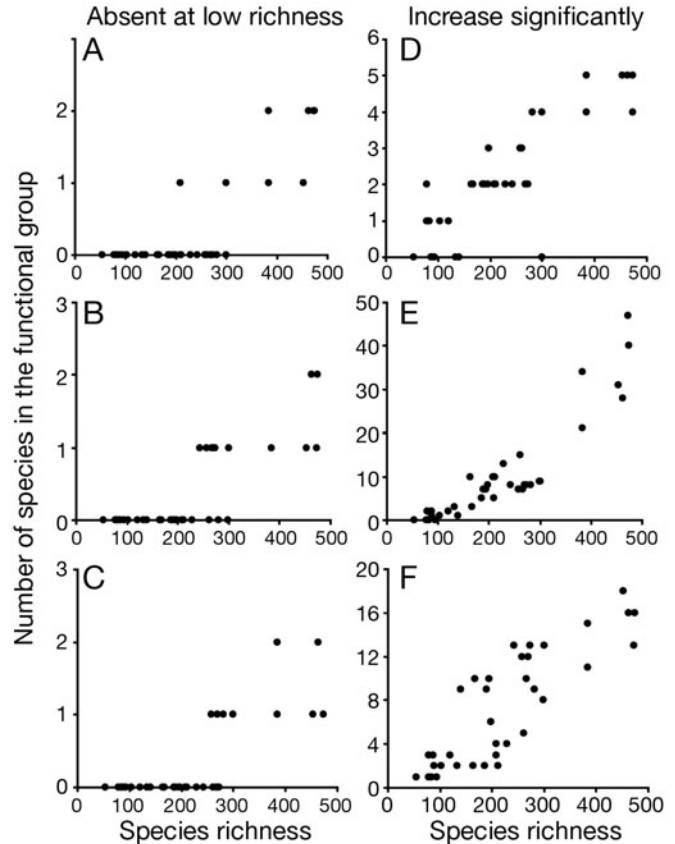 Absent at low richness
Increase significantly
Number of species in the functional group
A
2
1
0
0 100 200 300 400 500
D
6
5
4
3
2
1
0
0 100 200 300 400 500
B
3
2
1
0
0 100 200 300 400 500
E
50
40
30
20
10
0
0 100 200 300 400 500
C
3
2
1
0
0 100 200 300 400 500
Species richness
F
20
16
12
8
4
0
0 100 200 300 400 500
Species richness